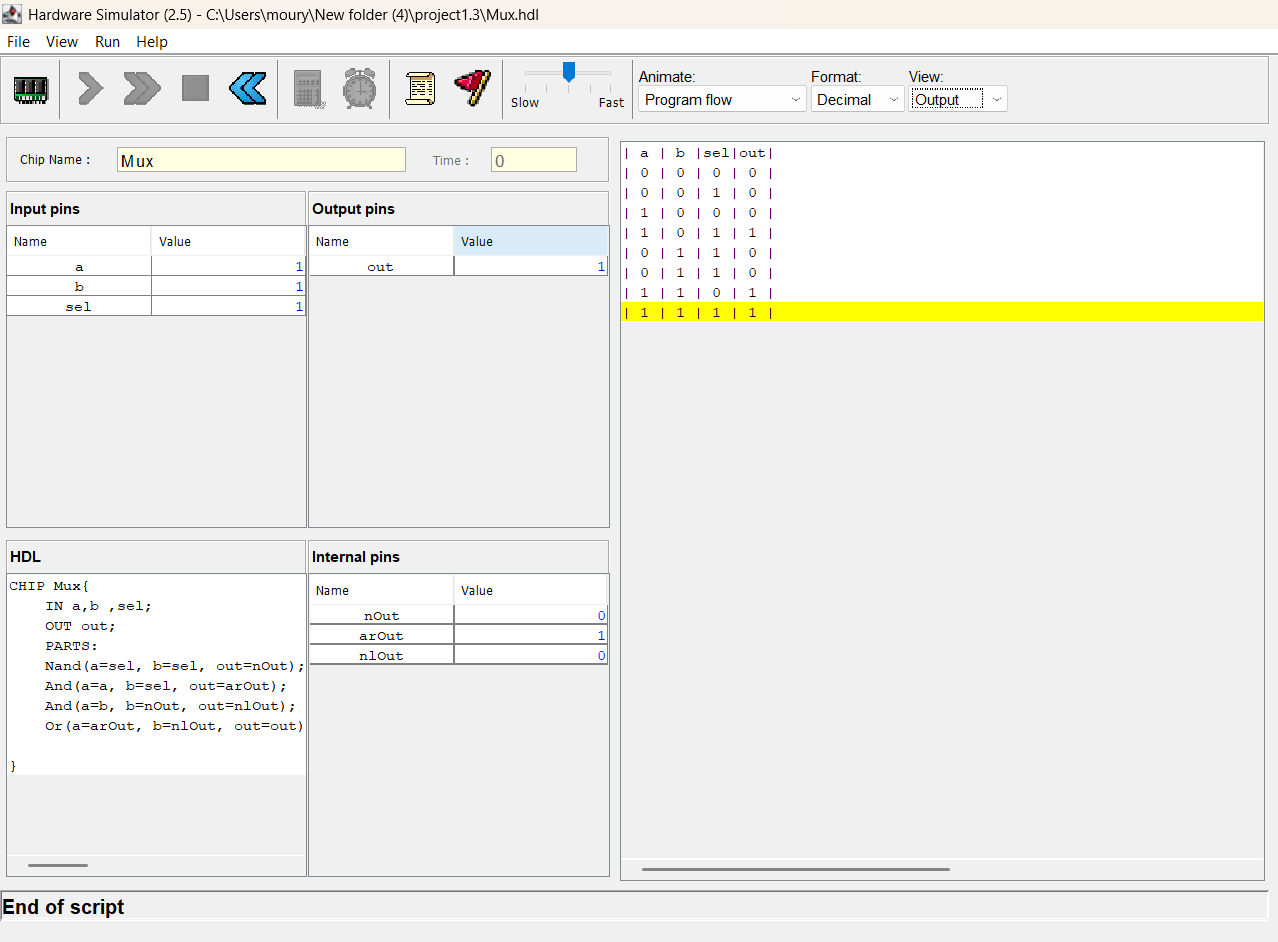 Hardware Simulator (2.5) - C:\Users\moury\New folder (4)\project1.3\Mux.hdl
File View Run Help
Slow Fast
Animate: Format: View:
Program flow Decimal Output
Chip Name : Mux Time : 0
Input pins
Name Value
a 1
b 1
sel 1
Output pins
Name Value
out 1
HDL
CHIP Mux{
IN a,b ,sel;
OUT out;
PARTS:
Nand(a=sel, b=sel, out=nOut);
And(a=a, b=sel, out=arOut);
And(a=b, b=nOut, out=nlOut);
Or(a=arOut, b=nlOut, out=out)
}
Internal pins
Name Value
nOut 0
arOut 1
nlOut 0
| a | b |sel|out|
| 0 | 0 | 0 | 0 |
| 0 | 0 | 1 | 0 |
| 1 | 0 | 0 | 0 |
| 1 | 0 | 1 | 1 |
| 0 | 1 | 1 | 0 |
| 0 | 1 | 1 | 0 |
| 1 | 1 | 0 | 1 |
| 1 | 1 | 1 | 1 |
End of script